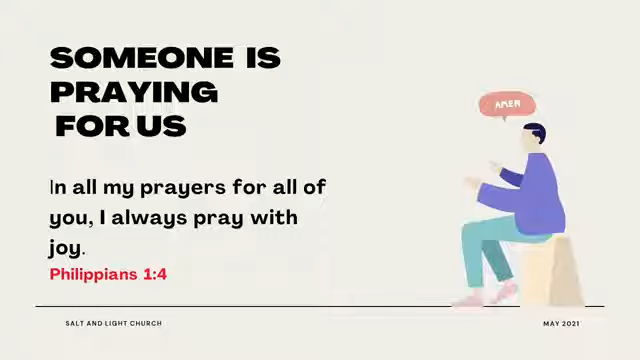 SOMEONE IS
PRAYING
FOR US
In all my prayers for all of
you, I always pray with
joy.
Philippians 1:4
AMEN
SALT AND LIGHT CHURCH
MAY 2021